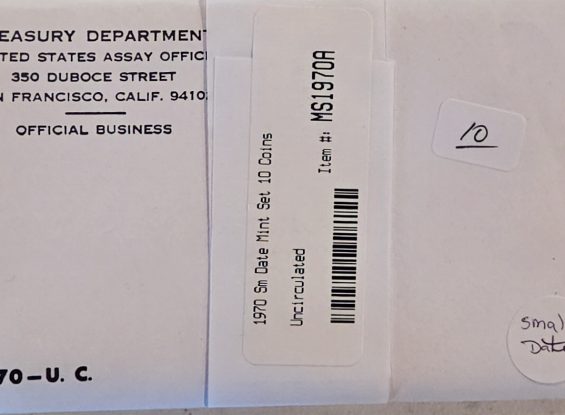 EASURY DEPARTMENT
TED STATES ASSAY OFFIC
350 DUBOCE STREET
N FRANCISCO, CALIF. 9410
OFFICIAL BUSINESS
70-U. C.
1970 Sm Date Mint Set 10 Coins
Uncirculated
Item #: MS1970A
10
Smal
Date